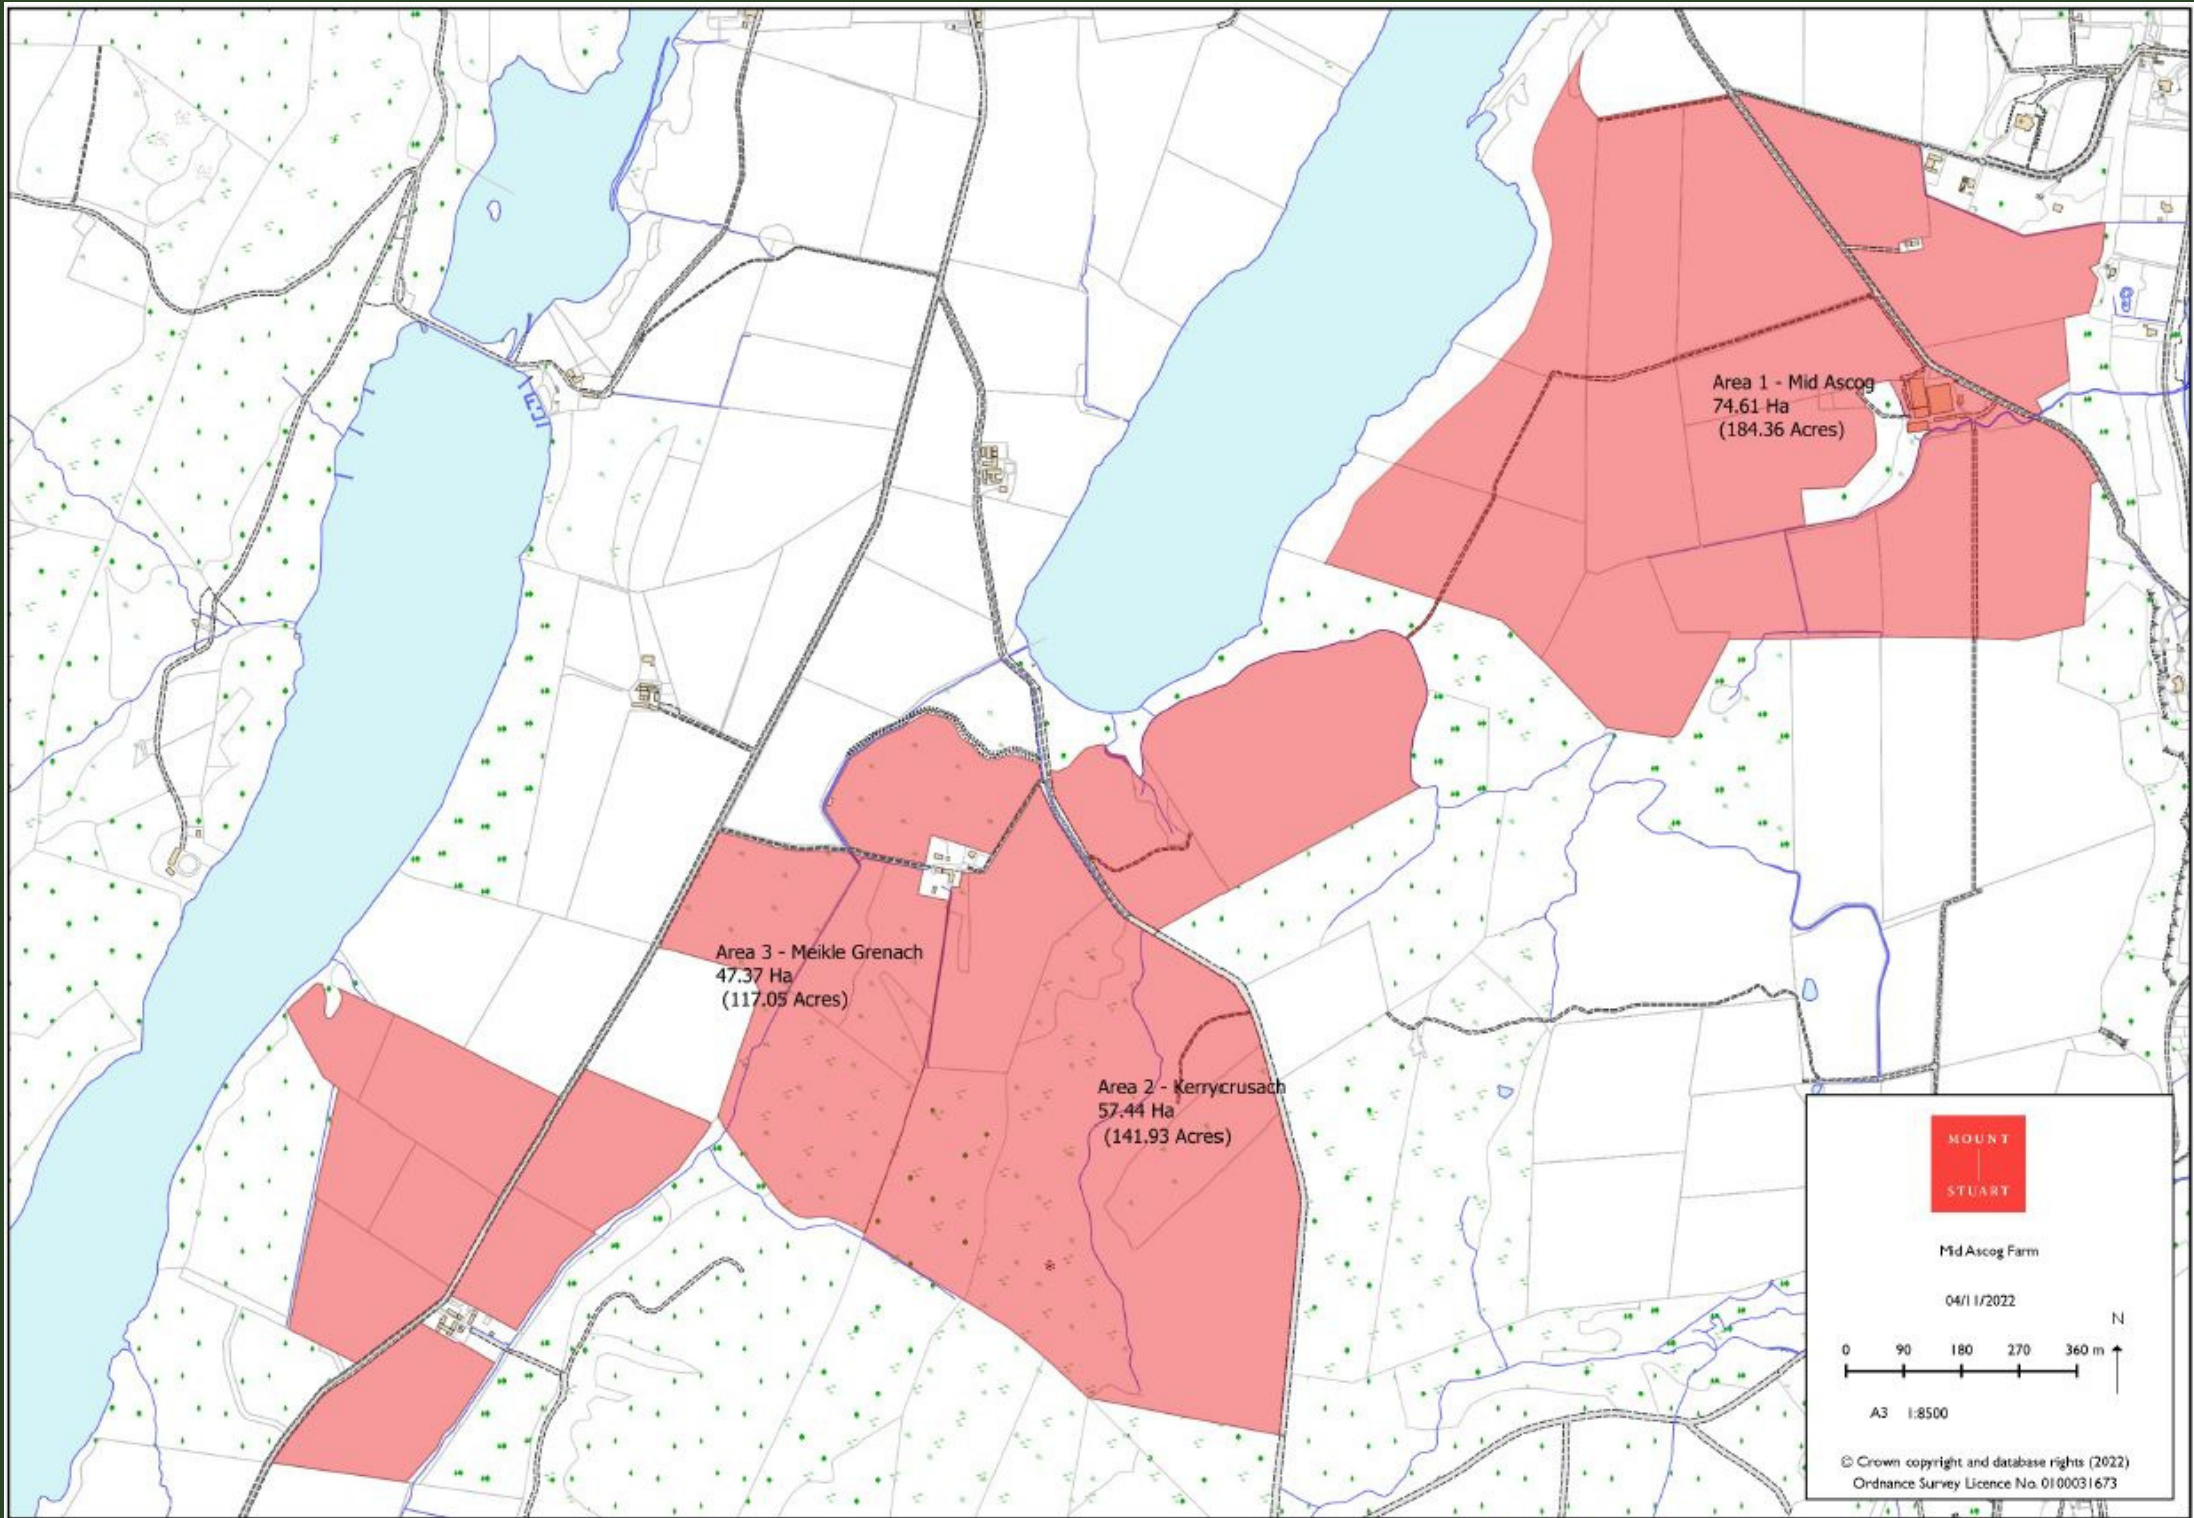 Area 1 - Mid Ascog
74.61 Ha
(184.36 Acres)
Area 3 - Meikle Grenach
47.37 Ha
(117.05 Acres)
Area 2 - Kerrycrusach
57.44 Ha
(141.93 Acres)
MOUNT
STUART
Mid Ascog Farm
04/11/2022
N
0 90 180 270 360 m
A3 1:8500
© Crown copyright and database rights (2022)
Ordnance Survey Licence No. 0100031673